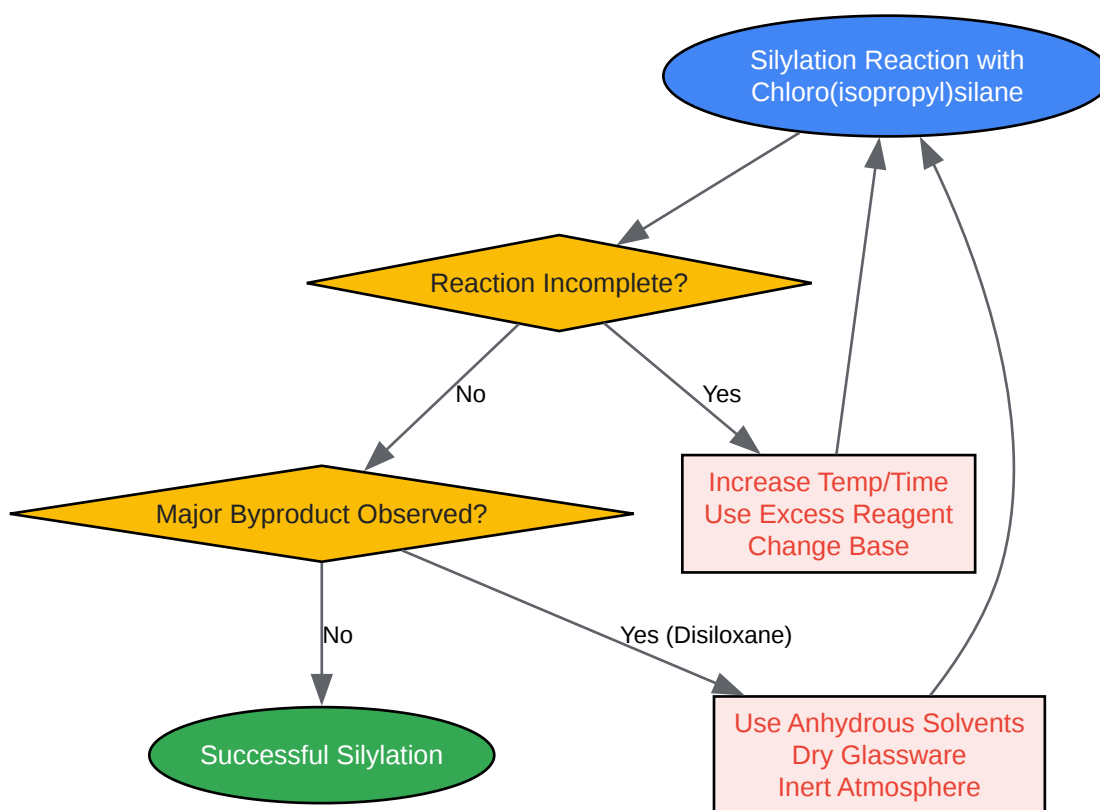 Silylation Reaction with
Chloro(isopropyl)silane
Reaction Incomplete?
No
Yes
Increase Temp/Time
Use Excess Reagent
Change Base
Major Byproduct Observed?
No
Yes (Disiloxane)
Use Anhydrous Solvents
Dry Glassware
Inert Atmosphere
Successful Silylation